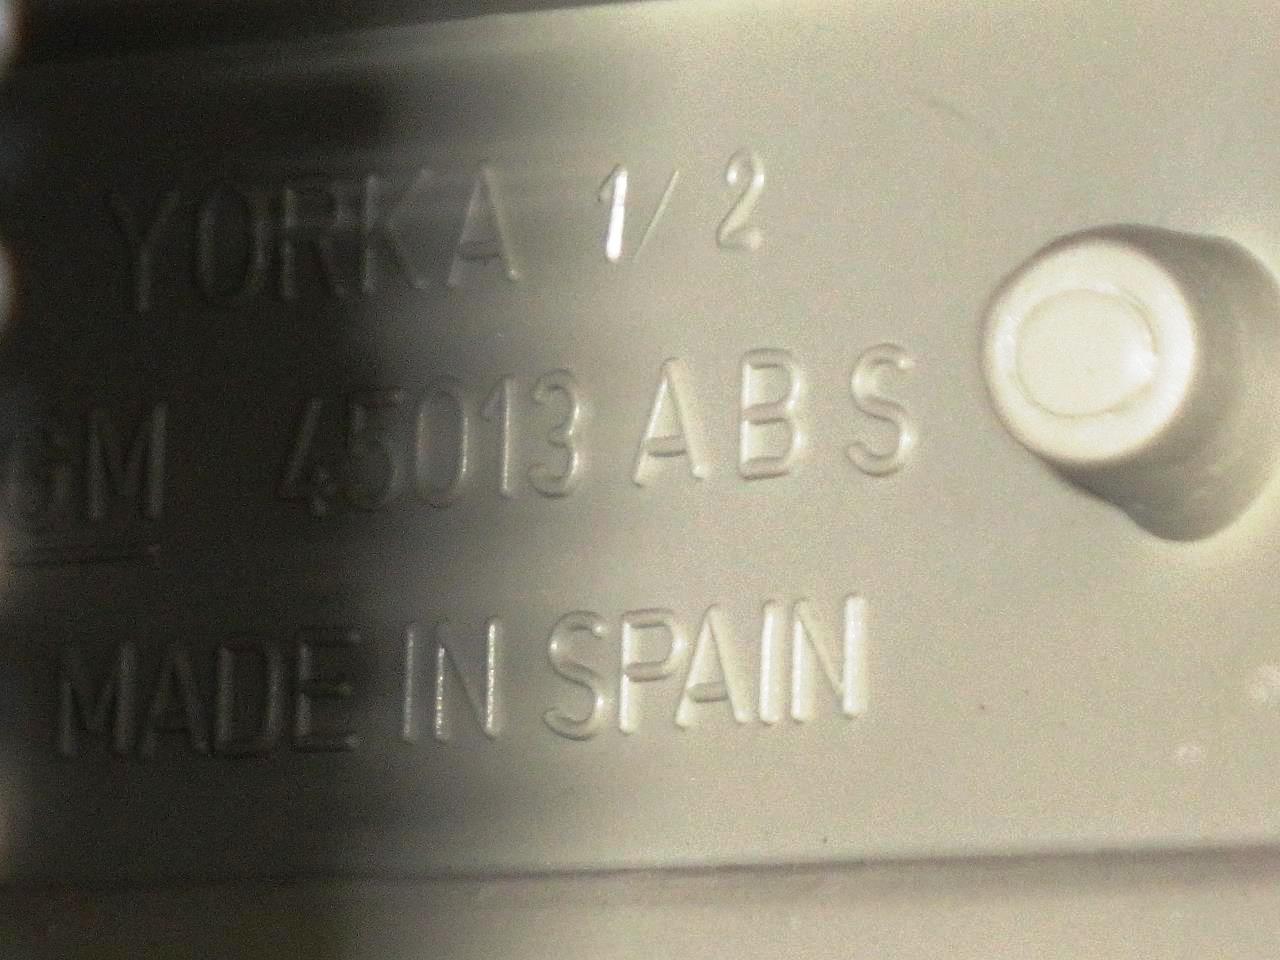 YORKA 1/2
GM 45013 ABS
MADE IN SPAIN